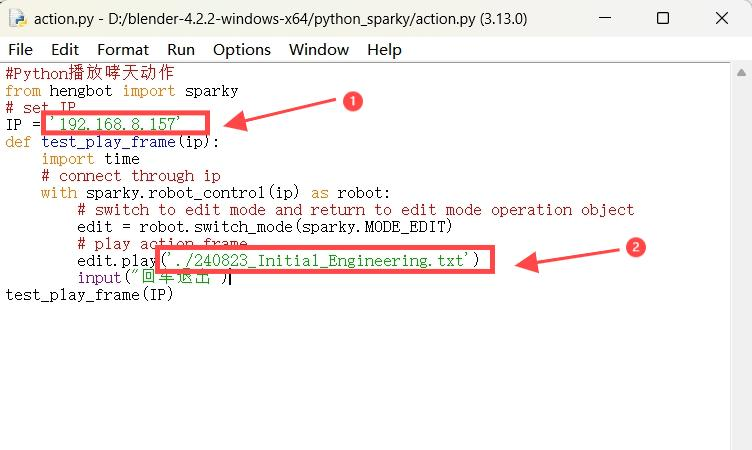 action.py - D:/blender-4.2.2-windows-x64/python_sparky/action.py (3.13.0)
File Edit Format Run Options Window Help
#Python播放哮天动作
from hengbot import sparky
# set IP
IP = '192.168.8.157'
1
def test_play_frame(ip):
import time
# connect through ip
with sparky.robot_control(ip) as robot:
# switch to edit mode and return to edit mode operation object
edit = robot.switch_mode(sparky.MODE_EDIT)
# play action frame
edit.play('./240823_Initial_Engineering.txt')
2
input("回车退出")
test_play_frame(IP)